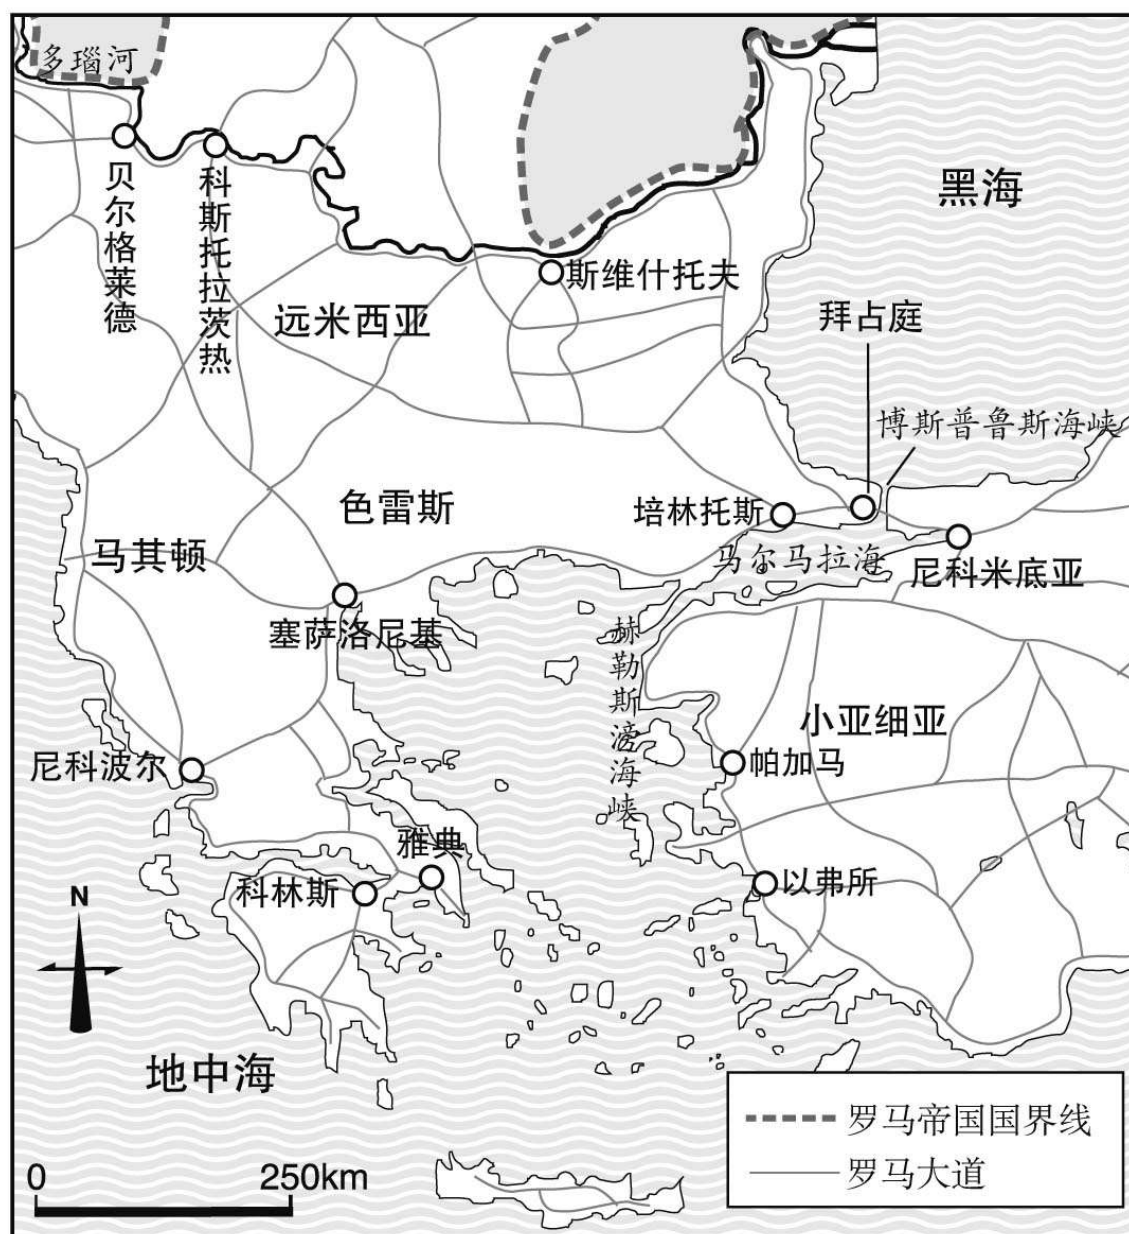 多瑙河
贝尔格莱德
科斯托拉茨热
黑海
斯维什托夫
远米西亚
拜占庭
博斯普鲁斯海峡
色雷斯
培林托斯
马其顿
马尔马拉海
尼科米底亚
塞萨洛尼基
赫勒斯滂海峡
小亚细亚
尼科波尔
帕加马
雅典
科林斯
以弗所
N
地中海
罗马帝国国界线
罗马大道
0 250km